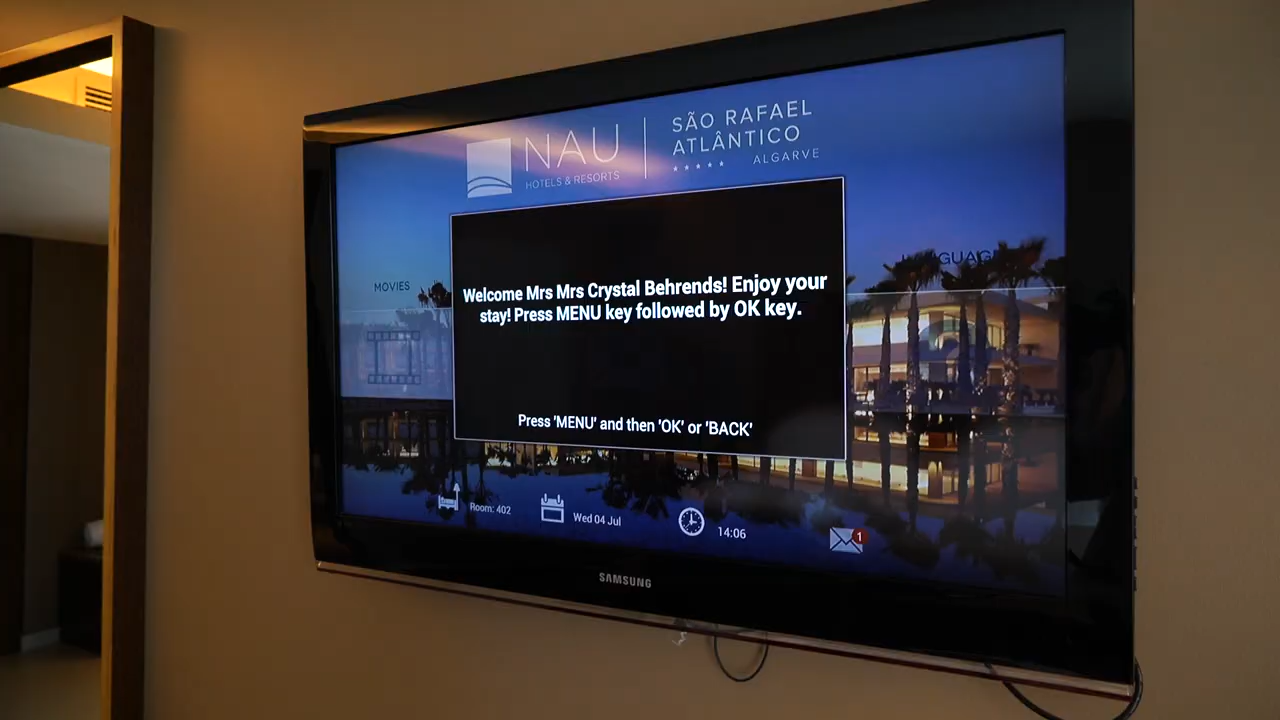 NAU
HOTELS & RESORTS
SÃO RAFAEL
ATLÂNTICO
★★★★★ ALGARVE
MOVIES
LANGUAGE
Welcome Mrs Mrs Crystal Behrends! Enjoy your
stay! Press MENU key followed by OK key.
Press 'MENU' and then 'OK' or 'BACK'
Room: 402
Wed 04 Jul
14:06
1
SAMSUNG